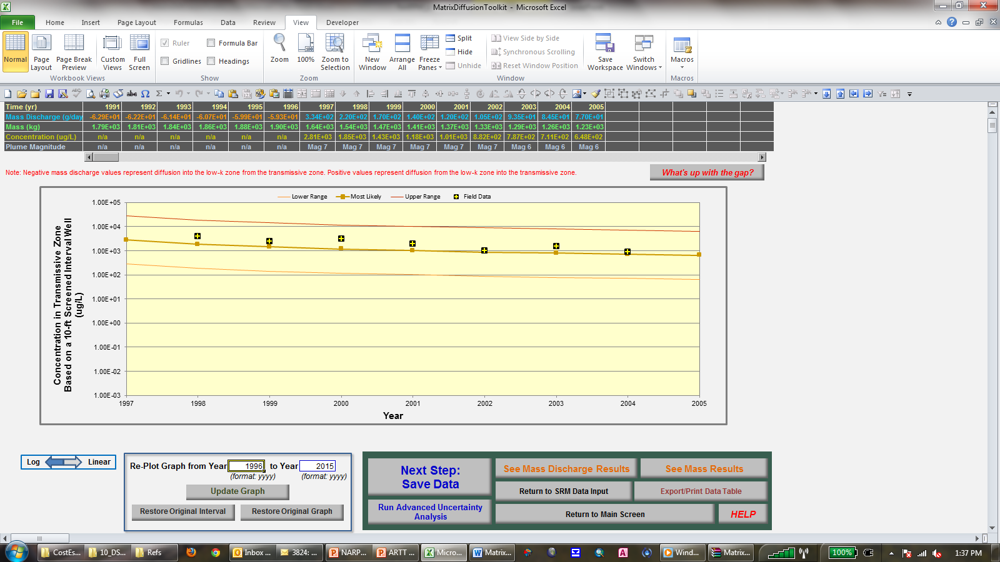 MatrixDiffusionToolkit - Microsoft Excel
File Home Insert Page Layout Formulas Data Review View Developer
Normal Page Layout Page Break Preview Custom Views Full Screen
Workbook Views
Ruler Formula Bar
Gridlines Headings
Show
Zoom 100% Zoom to Selection
Zoom
New Window Arrange All Freeze Panes
Split
Hide
Unhide
View Side by Side
Synchronous Scrolling
Reset Window Position
Save Workspace Switch Windows
Window
Macros
Macros
Time (yr) 1991 1992 1993 1994 1995 1996 1997 1998 1999 2000 2001 2002 2003 2004 2005
Mass Discharge (g/day -6.29E+01 -6.22E+01 -6.14E+01 -6.07E+01 -5.99E+01 -5.93E+01 3.34E+02 2.20E+02 1.70E+02 1.40E+02 1.20E+02 1.05E+02 9.35E+01 8.45E+01 7.70E+01
Mass (kg) 1.79E+03 1.81E+03 1.84E+03 1.86E+03 1.88E+03 1.90E+03 1.64E+03 1.54E+03 1.47E+03 1.41E+03 1.37E+03 1.33E+03 1.29E+03 1.26E+03 1.23E+03
Concentration (ug/L) n/a n/a n/a n/a n/a n/a 2.81E+03 1.85E+03 1.43E+03 1.18E+03 1.01E+03 8.82E+02 7.87E+02 7.11E+02 6.48E+02
Plume Magnitude n/a n/a n/a n/a n/a n/a Mag 7 Mag 7 Mag 7 Mag 7 Mag 7 Mag 7 Mag 6 Mag 6 Mag 6
Note: Negative mass discharge values represent diffusion into the low-k zone from the transmissive zone. Positive values represent diffusion from the low-k zone into the transmissive zone.
What's up with the gap?
Lower Range Most Likely Upper Range Field Data
Concentration in Transmissive Zone
Based on a 10-ft Screened Interval Well
(ug/L)
1.00E+05
1.00E+04
1.00E+03
1.00E+02
1.00E+01
1.00E+00
1.00E-01
1.00E-02
1.00E-03
1997 1998 1999 2000 2001 2002 2003 2004 2005
Year
Log Linear
Re-Plot Graph from Year 1996 to Year 2015
(format: yyyy) (format: yyyy)
Update Graph
Restore Original Interval Restore Original Graph
Next Step:
Save Data
Run Advanced Uncertainty
Analysis
See Mass Discharge Results See Mass Results
Return to SRM Data Input Export/Print Data Table
Return to Main Screen HELP
CostEs... 10_DS... Refs Inbox ... 3824: ... NARP... ARTT ... Micro... Matrix... Wind... Matrix... 100% 1:37 PM